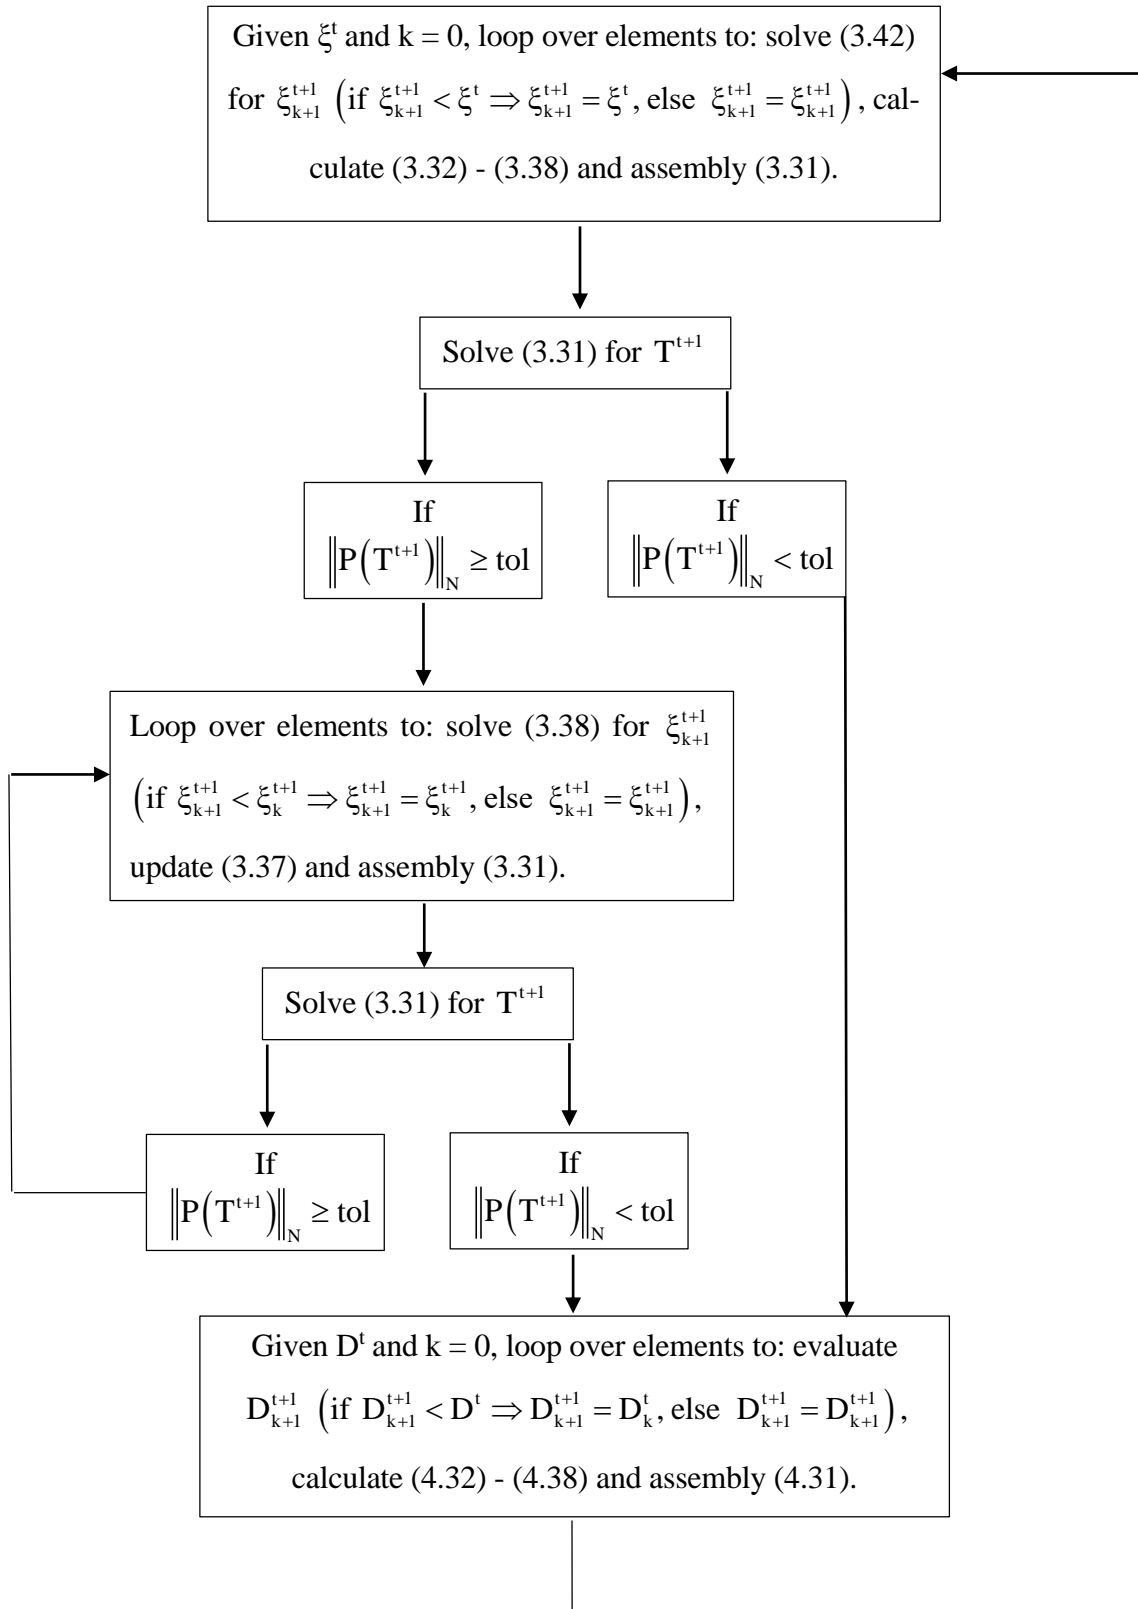 Given ξᵗ and k = 0, loop over elements to: solve (3.42)
for ξ_{k+1}^{t+1} (if ξ_{k+1}^{t+1} < ξᵗ ⇒ ξ_{k+1}^{t+1} = ξᵗ, else ξ_{k+1}^{t+1} = ξ_{k+1}^{t+1}), cal-
culate (3.32) - (3.38) and assembly (3.31).
Solve (3.31) for T^{t+1}
If
‖P(T^{t+1})‖_N ≥ tol
If
‖P(T^{t+1})‖_N < tol
Loop over elements to: solve (3.38) for ξ_{k+1}^{t+1}
(if ξ_{k+1}^{t+1} < ξ_k^{t+1} ⇒ ξ_{k+1}^{t+1} = ξ_k^{t+1}, else ξ_{k+1}^{t+1} = ξ_{k+1}^{t+1}),
update (3.37) and assembly (3.31).
Solve (3.31) for T^{t+1}
If
‖P(T^{t+1})‖_N ≥ tol
If
‖P(T^{t+1})‖_N < tol
Given Dᵗ and k = 0, loop over elements to: evaluate
D_{k+1}^{t+1} (if D_{k+1}^{t+1} < Dᵗ ⇒ D_{k+1}^{t+1} = D_k^t, else D_{k+1}^{t+1} = D_{k+1}^{t+1}),
calculate (4.32) - (4.38) and assembly (4.31).